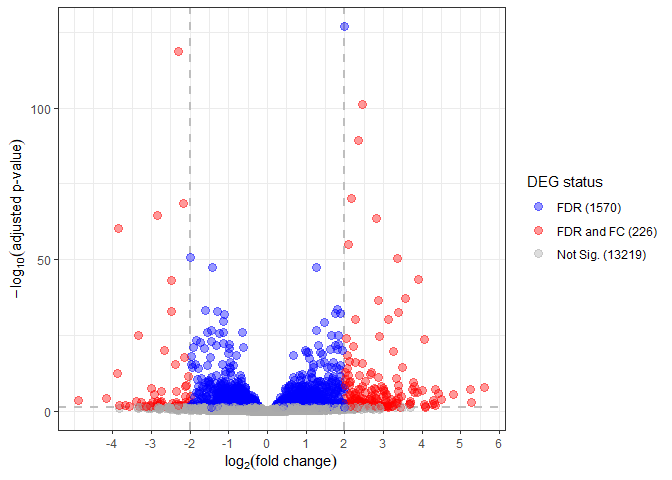 100
50
0
−log10(adjusted p-value)
-4 -3 -2 -1 0 1 2 3 4 5 6
log2(fold change)
DEG status
FDR (1570)
FDR and FC (226)
Not Sig. (13219)